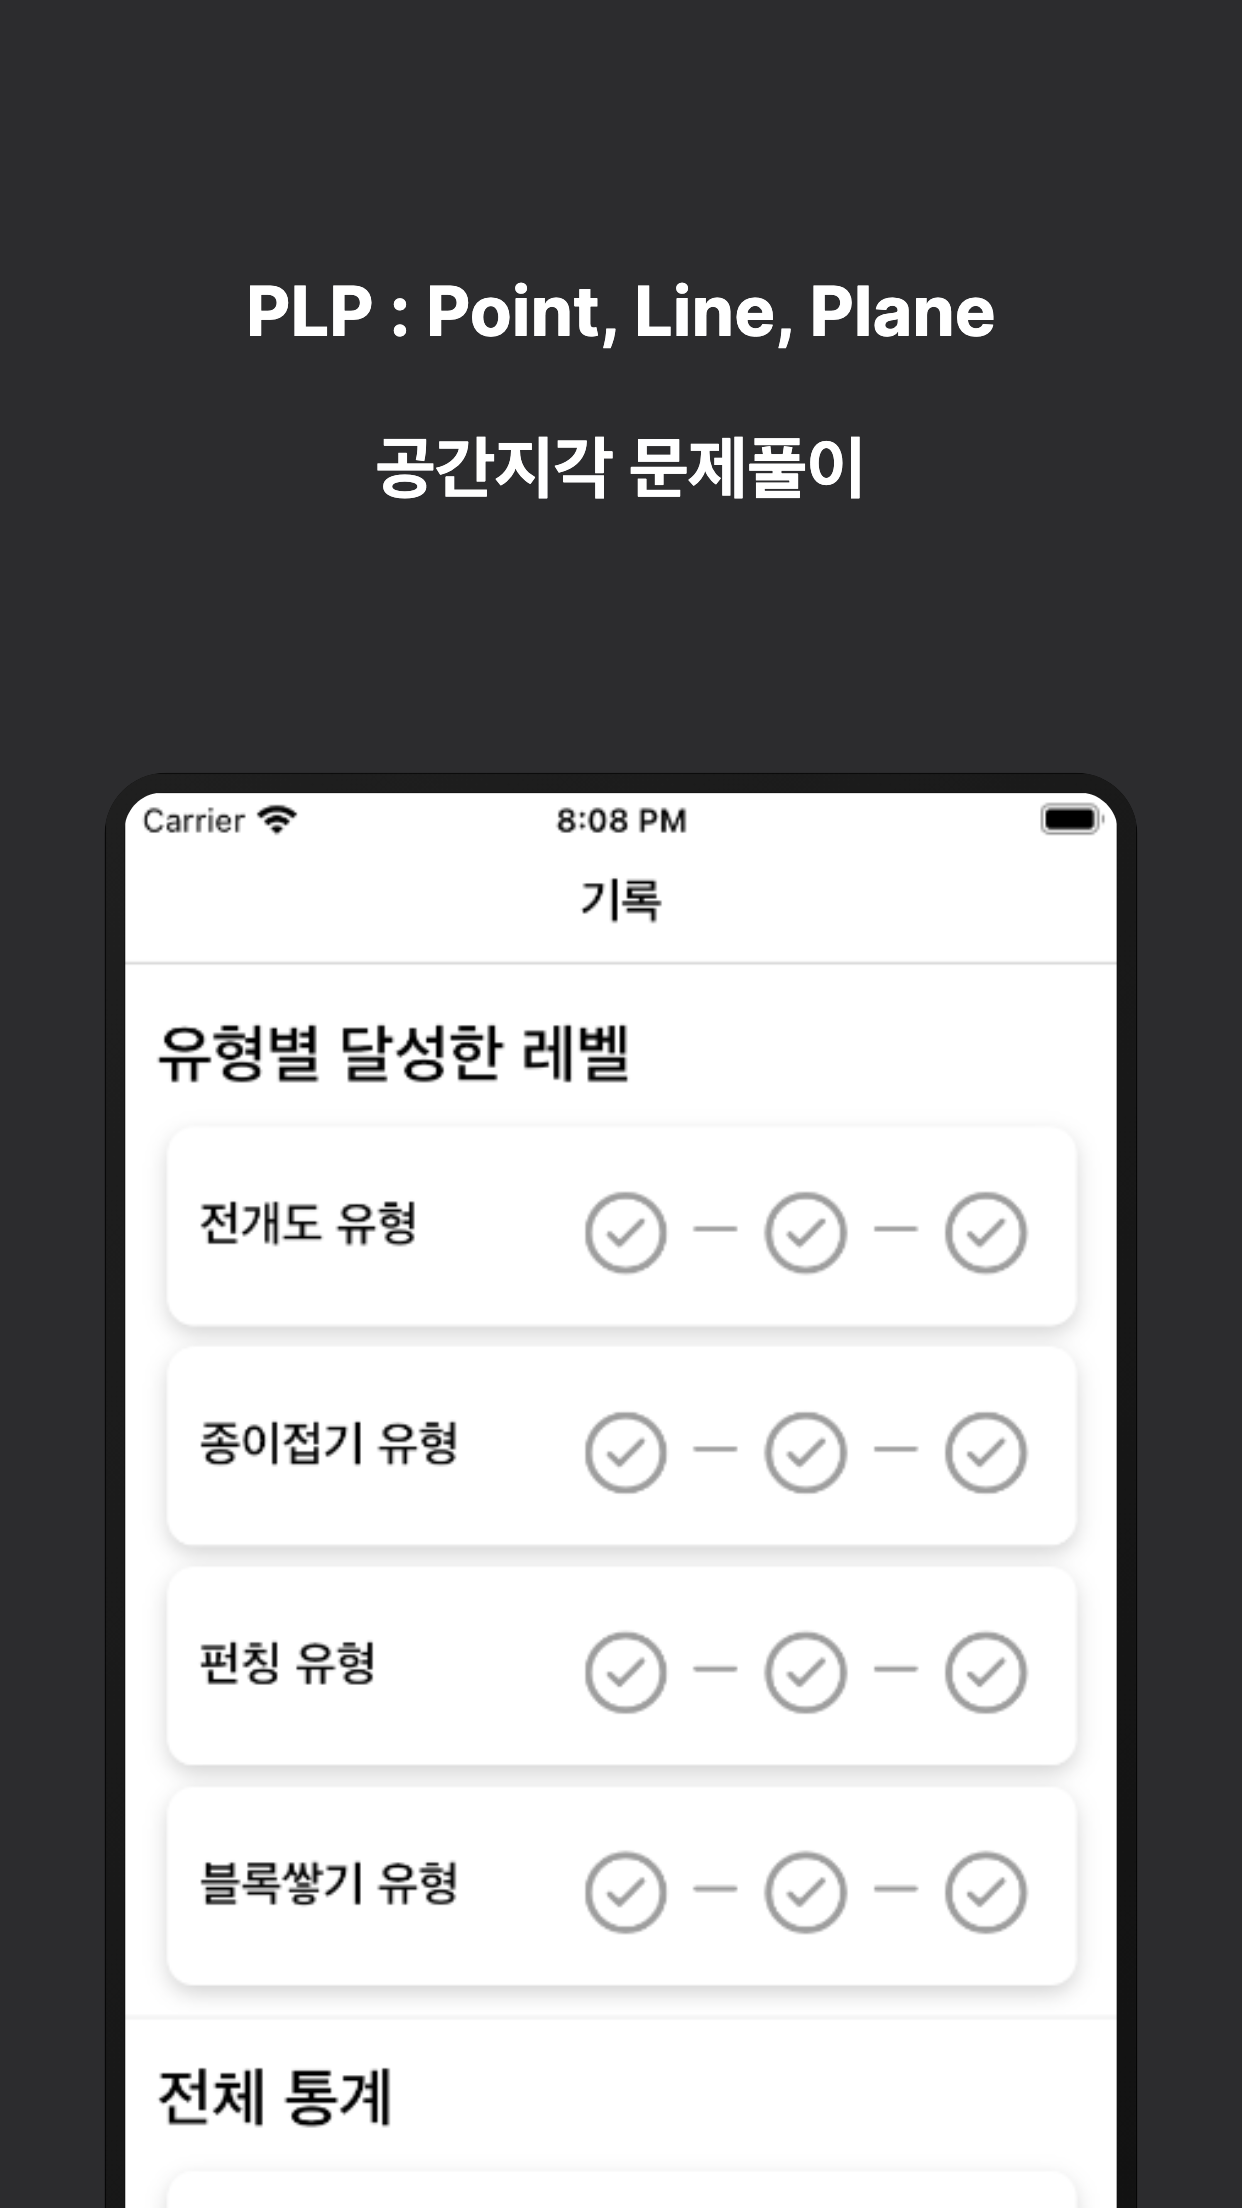 PLP : Point, Line, Plane
공간지각 문제풀이
Carrier 8:08 PM
기록
유형별 달성한 레벨
전개도 유형
종이접기 유형
펀칭 유형
블록쌓기 유형
전체 통계